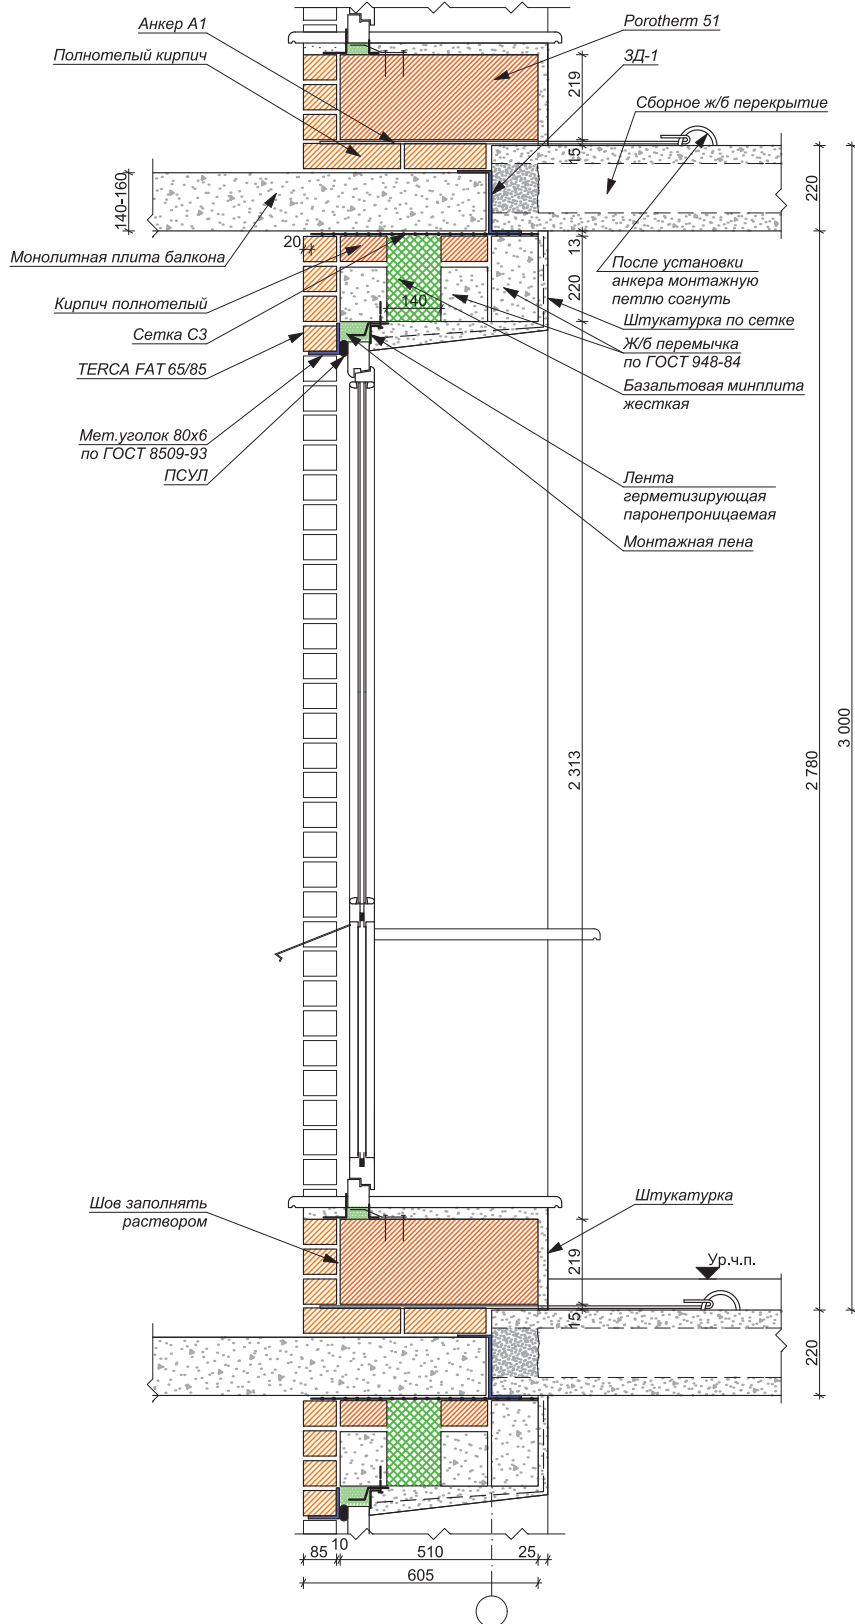 Анкер А1
Полнотелый кирпич
Porotherm 51
ЗД-1
Сборное ж/б перекрытие
219
15
140-160
220
20
13
Монолитная плита балкона
После установки
анкера монтажную
петлю согнуть
Кирпич полнотелый
140
220
Штукатурка по сетке
Сетка С3
Ж/б перемычка
по ГОСТ 948-84
TERCA FAT 65/85
Базальтовая минплита
жесткая
Мет.уголок 80х6
по ГОСТ 8509-93
ПСУЛ
Лента
герметизирующая
паронепроницаемая
Монтажная пена
2 313
2 780
3 000
Шов заполнять
раствором
Штукатурка
219
Ур.ч.п.
15
220
85
10
510
25
605